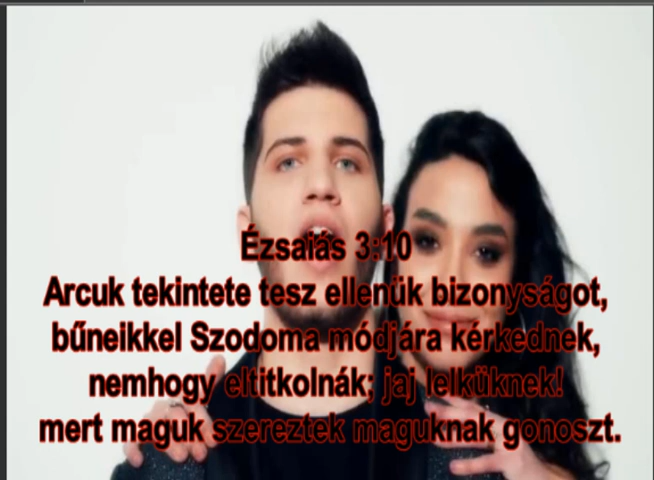 Ézsaiás 3:10
Arcuk tekintete tesz ellenük bizonyságot,
bűneikkel Szodoma módjára kérkednek,
nemhogy eltitkolnák; jaj lelküknek!
mert maguk szereztek maguknak gonoszt.